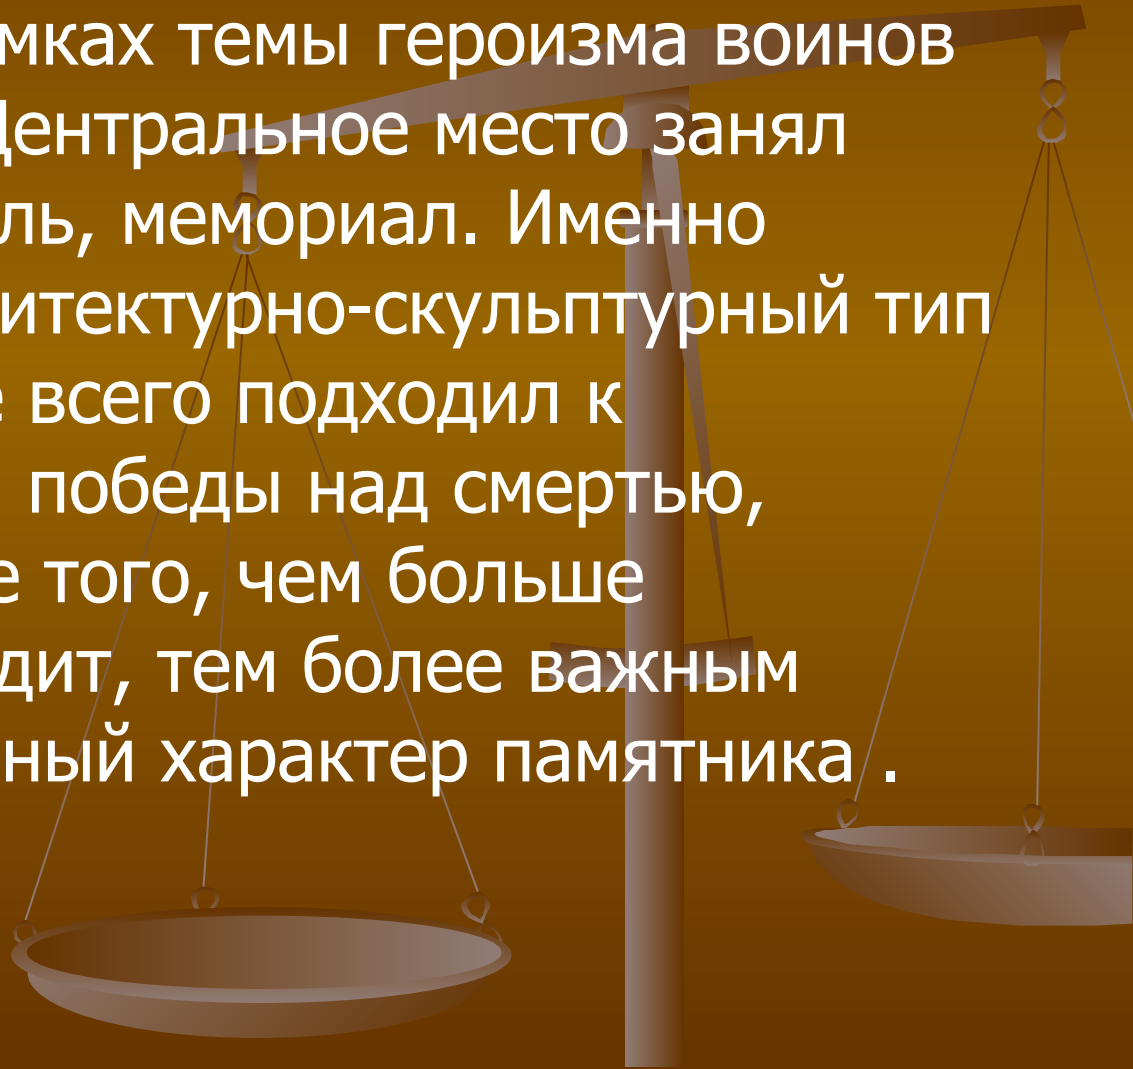 мках темы героизма воинов
Центральное место занял
ль, мемориал. Именно
итектурно-скульптурный тип
е всего подходил к
победы над смертью,
е того, чем больше
дит, тем более важным
ный характер памятника .